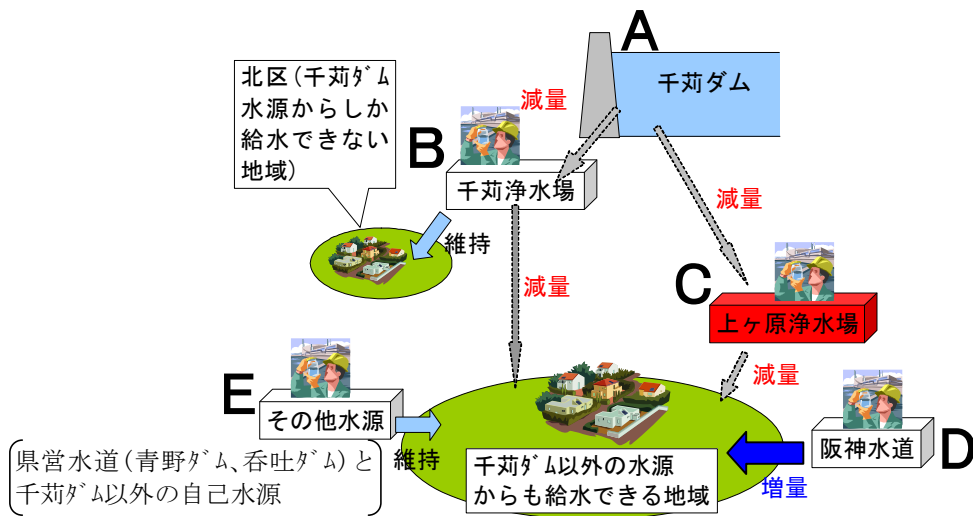 A
千苅ダム
北区(千苅ﾀﾞﾑ
水源からしか
給水できない
地域)
減量
B
千苅浄水場
減量
維持
C
減量
上ヶ原浄水場
減量
E
その他水源
維持
県営水道(青野ﾀﾞﾑ、呑吐ﾀﾞﾑ)と
千苅ﾀﾞﾑ以外の自己水源
千苅ﾀﾞﾑ以外の水源
からも給水できる地域
阪神水道
D
増量